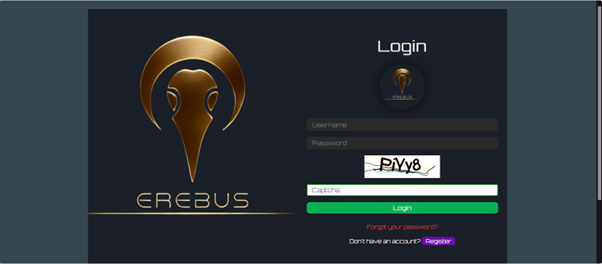 Login
EREBUS
Username
Password
PiYy8
Captcha
EREBUS
Login
Forgot your password?
Don't have an account? Register